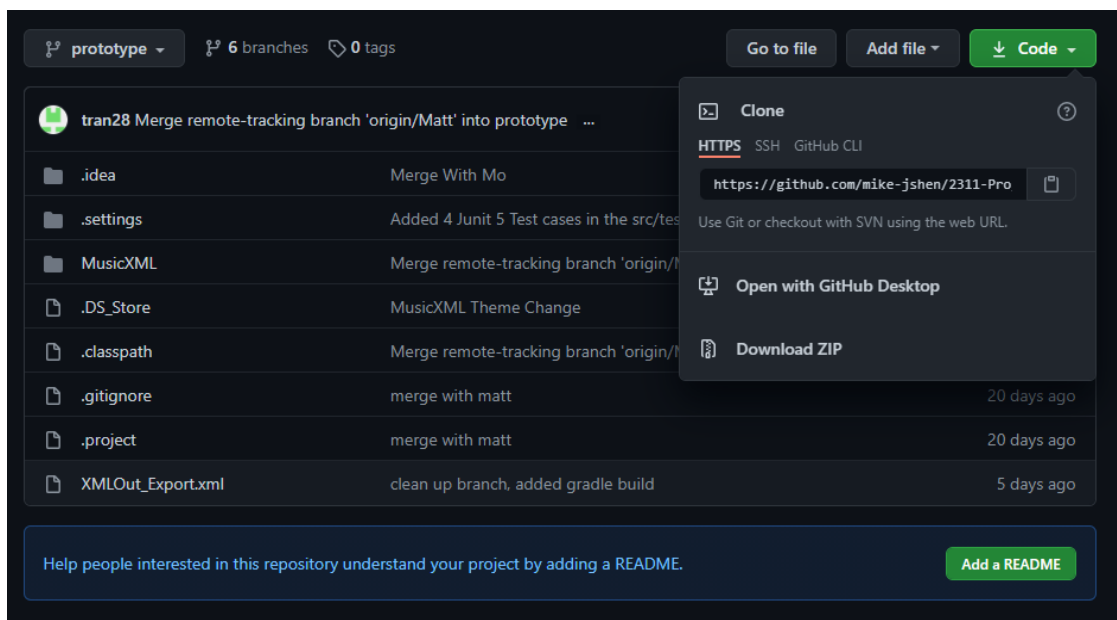 prototype 6 branches 0 tags Go to file Add file Code
Clone
HTTPS SSH GitHub CLI
https://github.com/mike-jshen/2311-Pro
Use Git or checkout with SVN using the web URL.
Open with GitHub Desktop
Download ZIP
tran28 Merge remote-tracking branch 'origin/Matt' into prototype ...
.idea Merge With Mo
.settings Added 4 Junit 5 Test cases in the src/tes
MusicXML Merge remote-tracking branch 'origin/
.DS_Store MusicXML Theme Change
.classpath Merge remote-tracking branch 'origin/
.gitignore merge with matt 20 days ago
.project merge with matt 20 days ago
XMLOut_Export.xml clean up branch, added gradle build 5 days ago
Help people interested in this repository understand your project by adding a README. Add a README